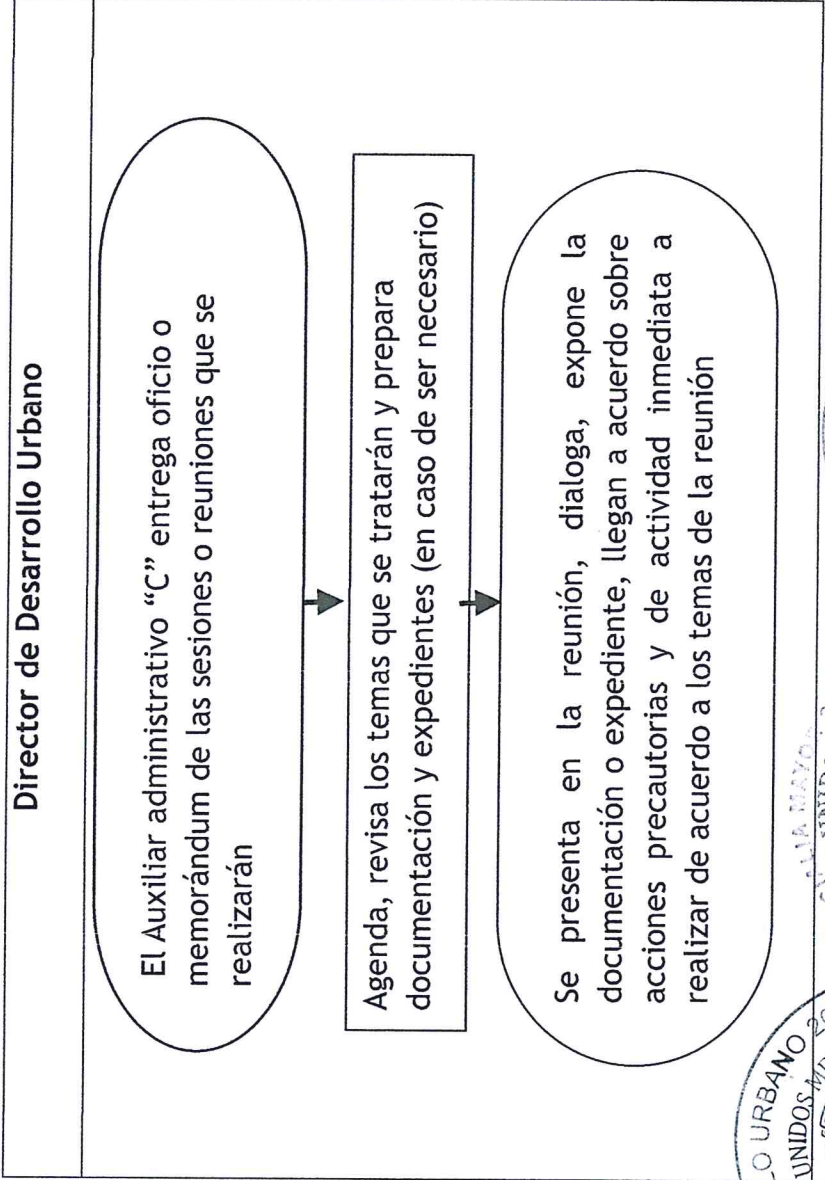 Director de Desarrollo Urbano
El Auxiliar administrativo “C” entrega oficio o
memorándum de las sesiones o reuniones que se
realizarán
Agenda, revisa los temas que se tratarán y prepara
documentación y expedientes (en caso de ser necesario)
Se presenta en la reunión, dialoga, expone la
documentación o expediente, llegan a acuerdo sobre
acciones precautorias y de actividad inmediata a
realizar de acuerdo a los temas de la reunión
URBANO
UNIDOS